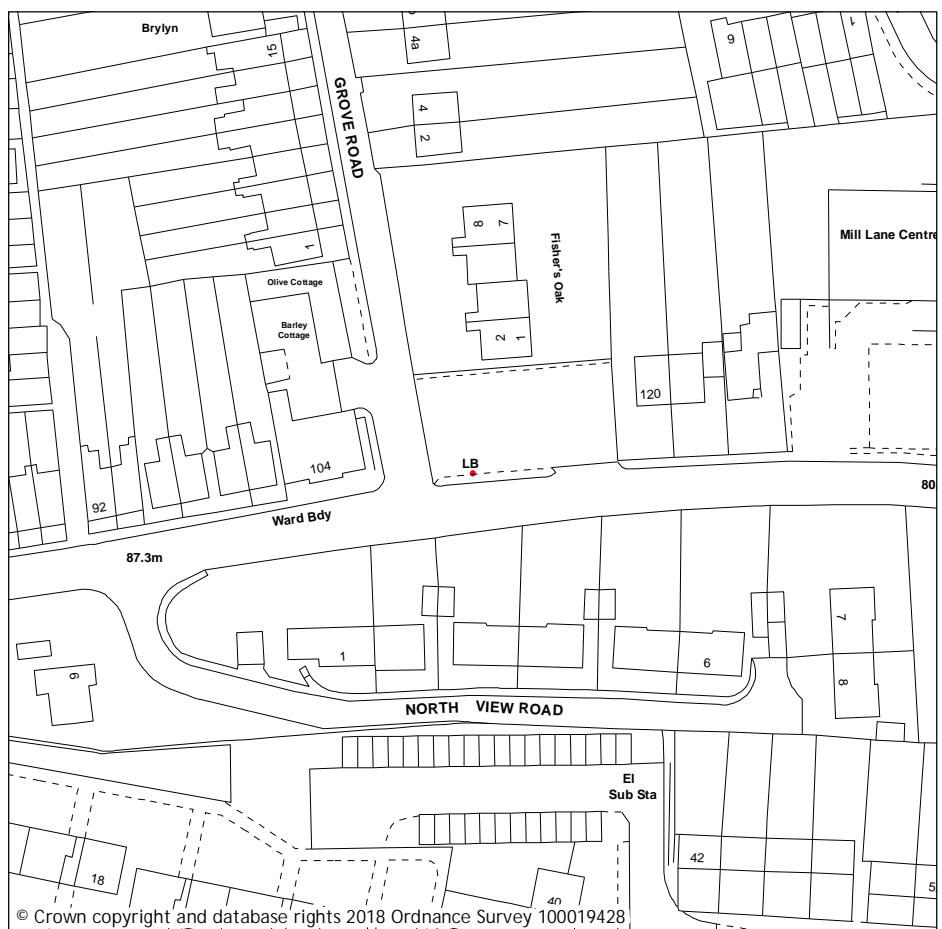 Brylyn
15
4a
6
1
GROVE ROAD
4
2
8
7
Fisher's Oak
Mill Lane Centre
1
Olive Cottage
Barley
Cottage
2
1
120
104
LB
80
92
Ward Bdy
87.3m
7
1
6
9
8
NORTH VIEW ROAD
El
Sub Sta
42
18
40
© Crown copyright and database rights 2018 Ordnance Survey 100019428